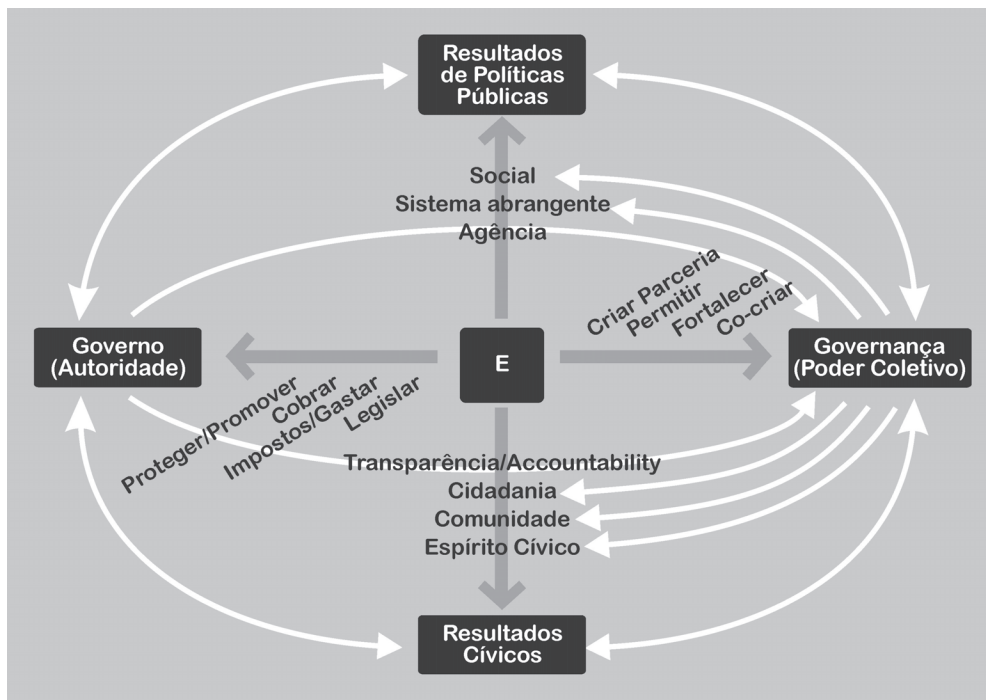 Resultados
de Políticas
Públicas
Social
Sistema abrangente
Agência
Criar Parceria
Permitir
Fortalecer
Co-criar
Governo
(Autoridade)
E
Governança
(Poder Coletivo)
Proteger/Promover
Cobrar
Impostos/Gastar
Legislar
Transparência/Accountability
Cidadania
Comunidade
Espírito Cívico
Resultados
Cívicos